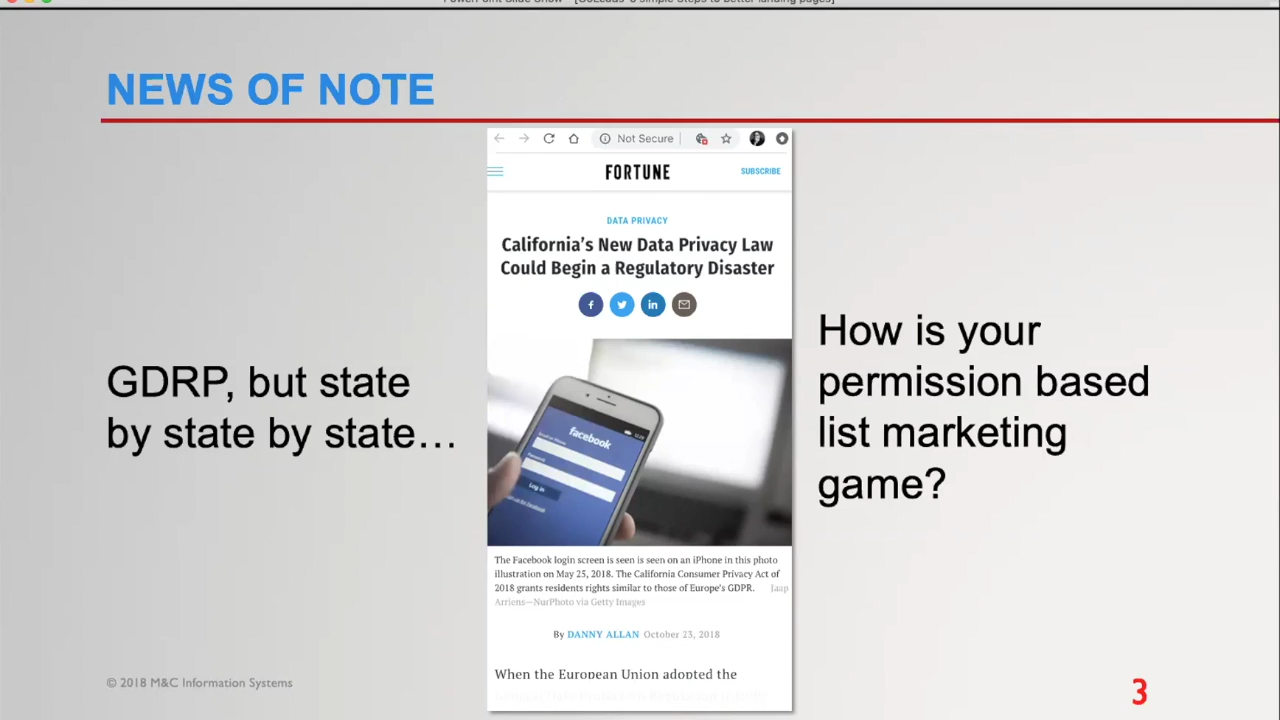 NEWS OF NOTE
Not Secure
FORTUNE
SUBSCRIBE
DATA PRIVACY
California’s New Data Privacy Law
Could Begin a Regulatory Disaster
facebook
Log In
The Facebook login screen is seen is seen on an iPhone in this photo
illustration on May 25, 2018. The California Consumer Privacy Act of
2018 grants residents rights similar to those of Europe's GDPR. Jaap
Arriens—NurPhoto via Getty Images
By DANNY ALLAN October 23, 2018
When the European Union adopted the
GDRP, but state
by state by state…
How is your
permission based
list marketing
game?
© 2018 M&C Information Systems
3